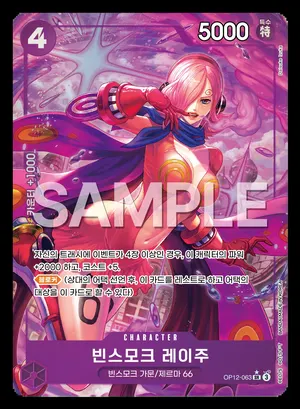 4
5000
특수
特
카운터 +1000
SAMPLE
자신의 트래시에 이벤트가 4장 이상인 경우, 이 캐릭터의 파워
+2000 하고, 코스트 +5.
블로커 (상대의 어택 선언 후, 이 카드를 레스트로 하고 어택의
대상을 이 카드로 할 수 있다)
CHARACTER
빈스모크 레이주
빈스모크 가문/제르마 66
OP12-063